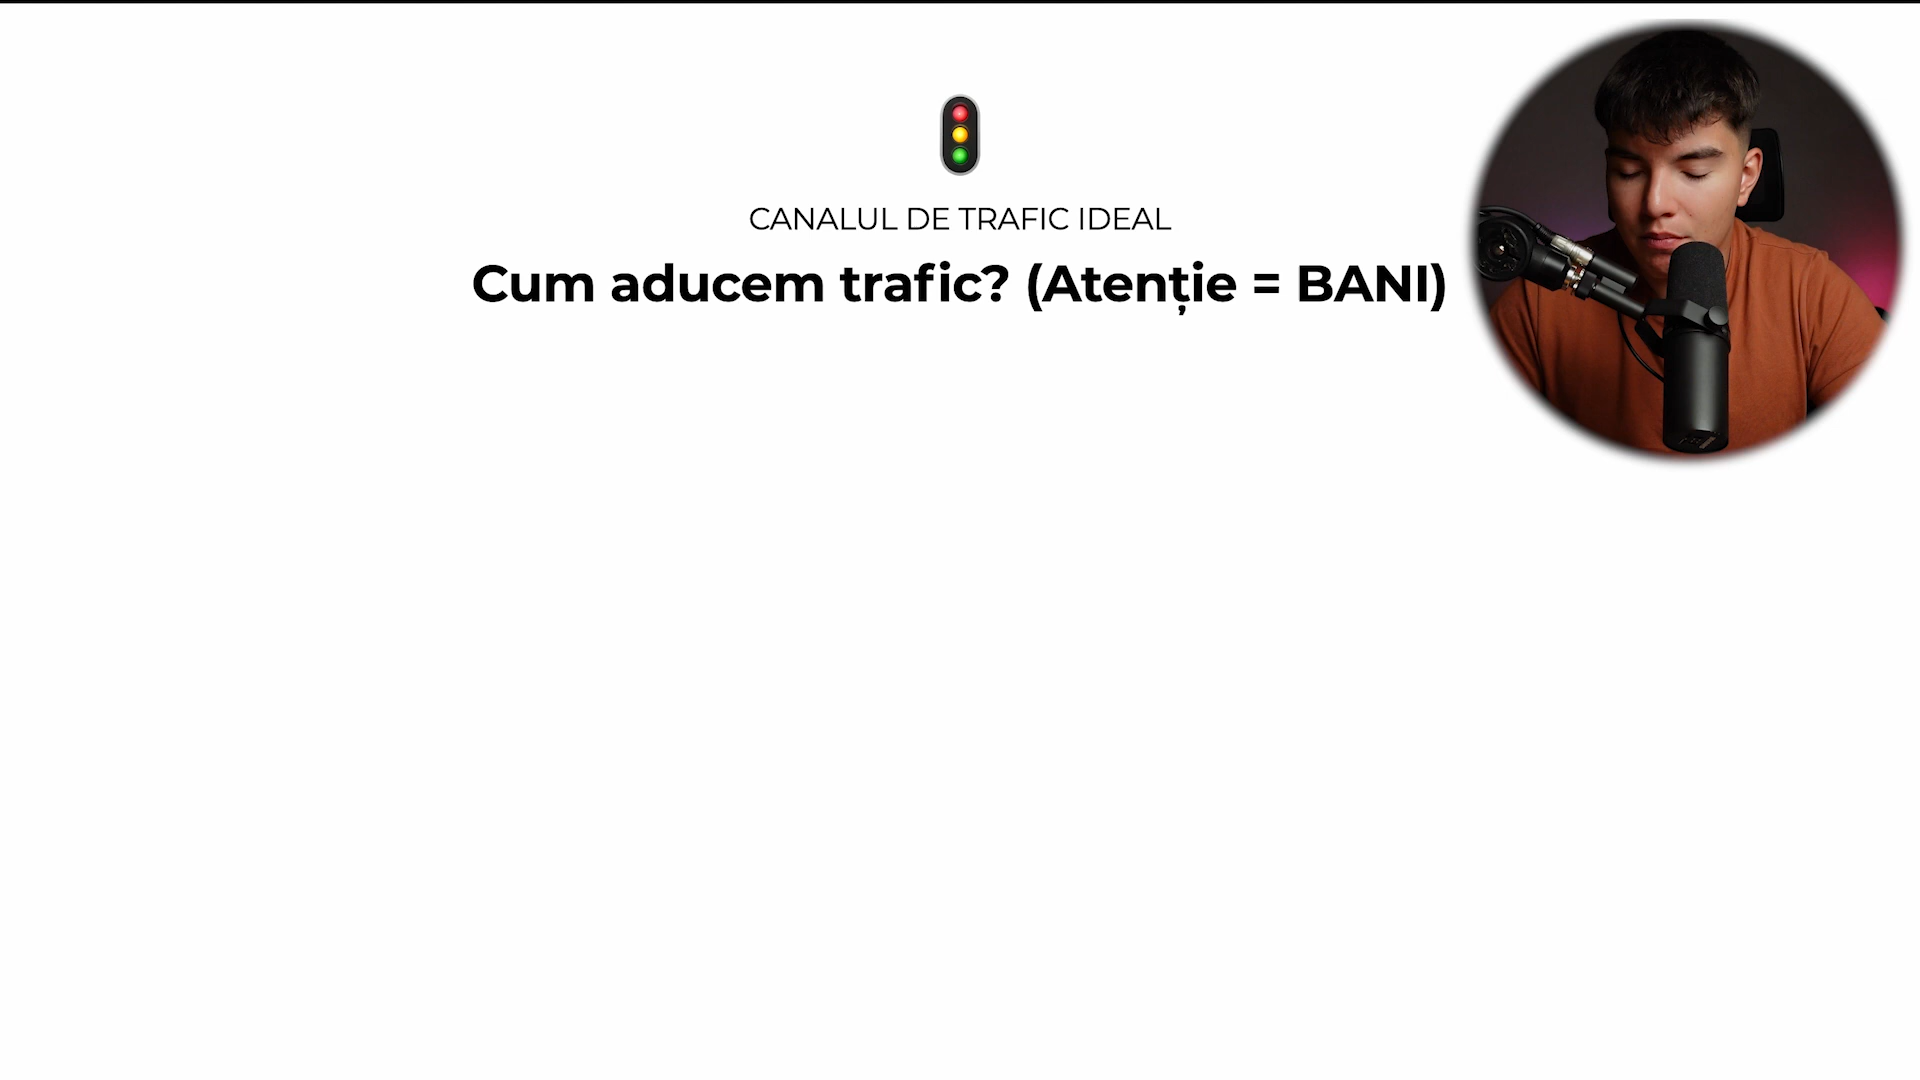 CANALUL DE TRAFIC IDEAL
Cum aducem trafic? (Atenție = BANI)